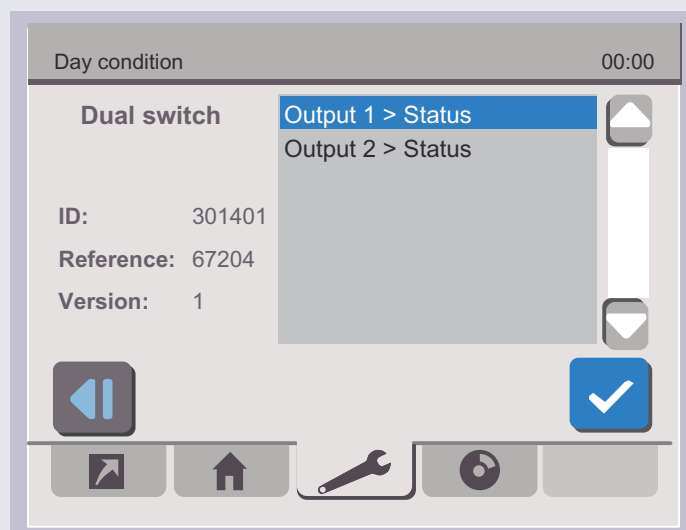 Day condition 00:00
Dual switch
Output 1 > Status
Output 2 > Status
ID: 301401
Reference: 67204
Version: 1